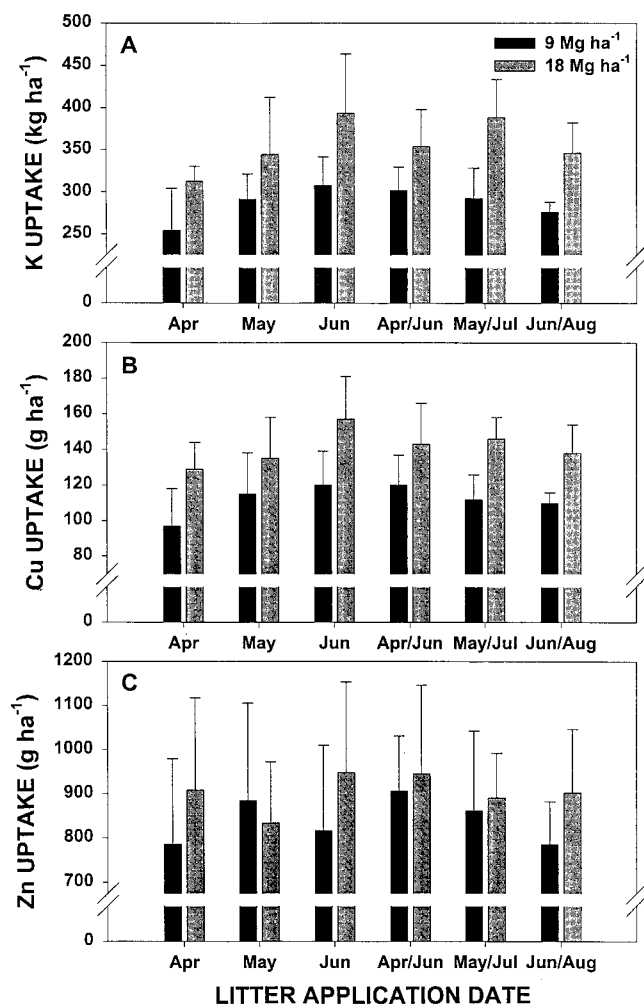 A
9 Mg ha⁻¹
18 Mg ha⁻¹
K UPTAKE (kg ha⁻¹)
500
450
400
350
300
250
0
Apr May Jun Apr/Jun May/Jul Jun/Aug
B
Cu UPTAKE (g ha⁻¹)
200
180
160
140
120
100
80
0
Apr May Jun Apr/Jun May/Jul Jun/Aug
C
Zn UPTAKE (g ha⁻¹)
1200
1100
1000
900
800
700
0
Apr May Jun Apr/Jun May/Jul Jun/Aug
LITTER APPLICATION DATE